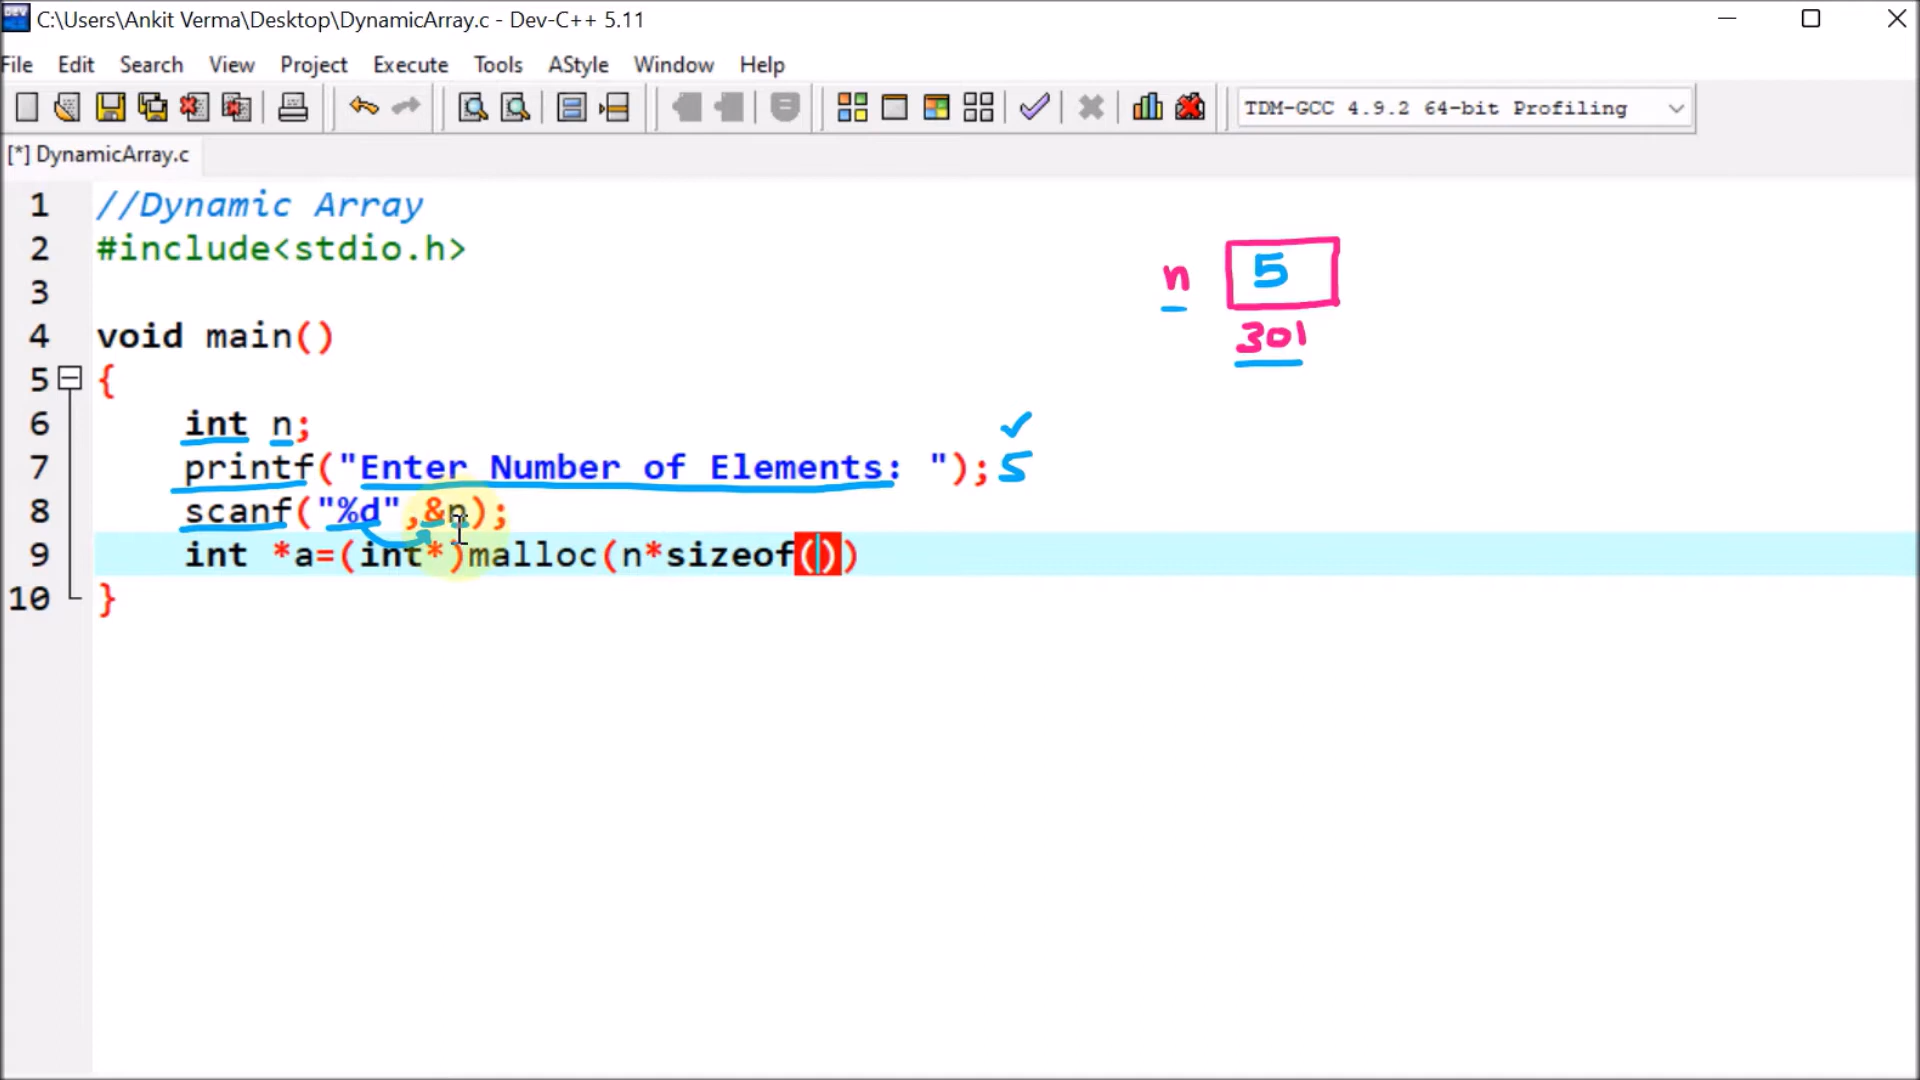 C:\Users\Ankit Verma\Desktop\DynamicArray.c - Dev-C++ 5.11
File Edit Search View Project Execute Tools AStyle Window Help
TDM-GCC 4.9.2 64-bit Profiling
[*] DynamicArray.c
1 //Dynamic Array
2 #include<stdio.h>
3
4 void main()
5 {
6 int n;
7 printf("Enter Number of Elements: "); 5
8 scanf("%d",&n);
9 int *a=(int*)malloc(n*sizeof())
10 }
n 5
301